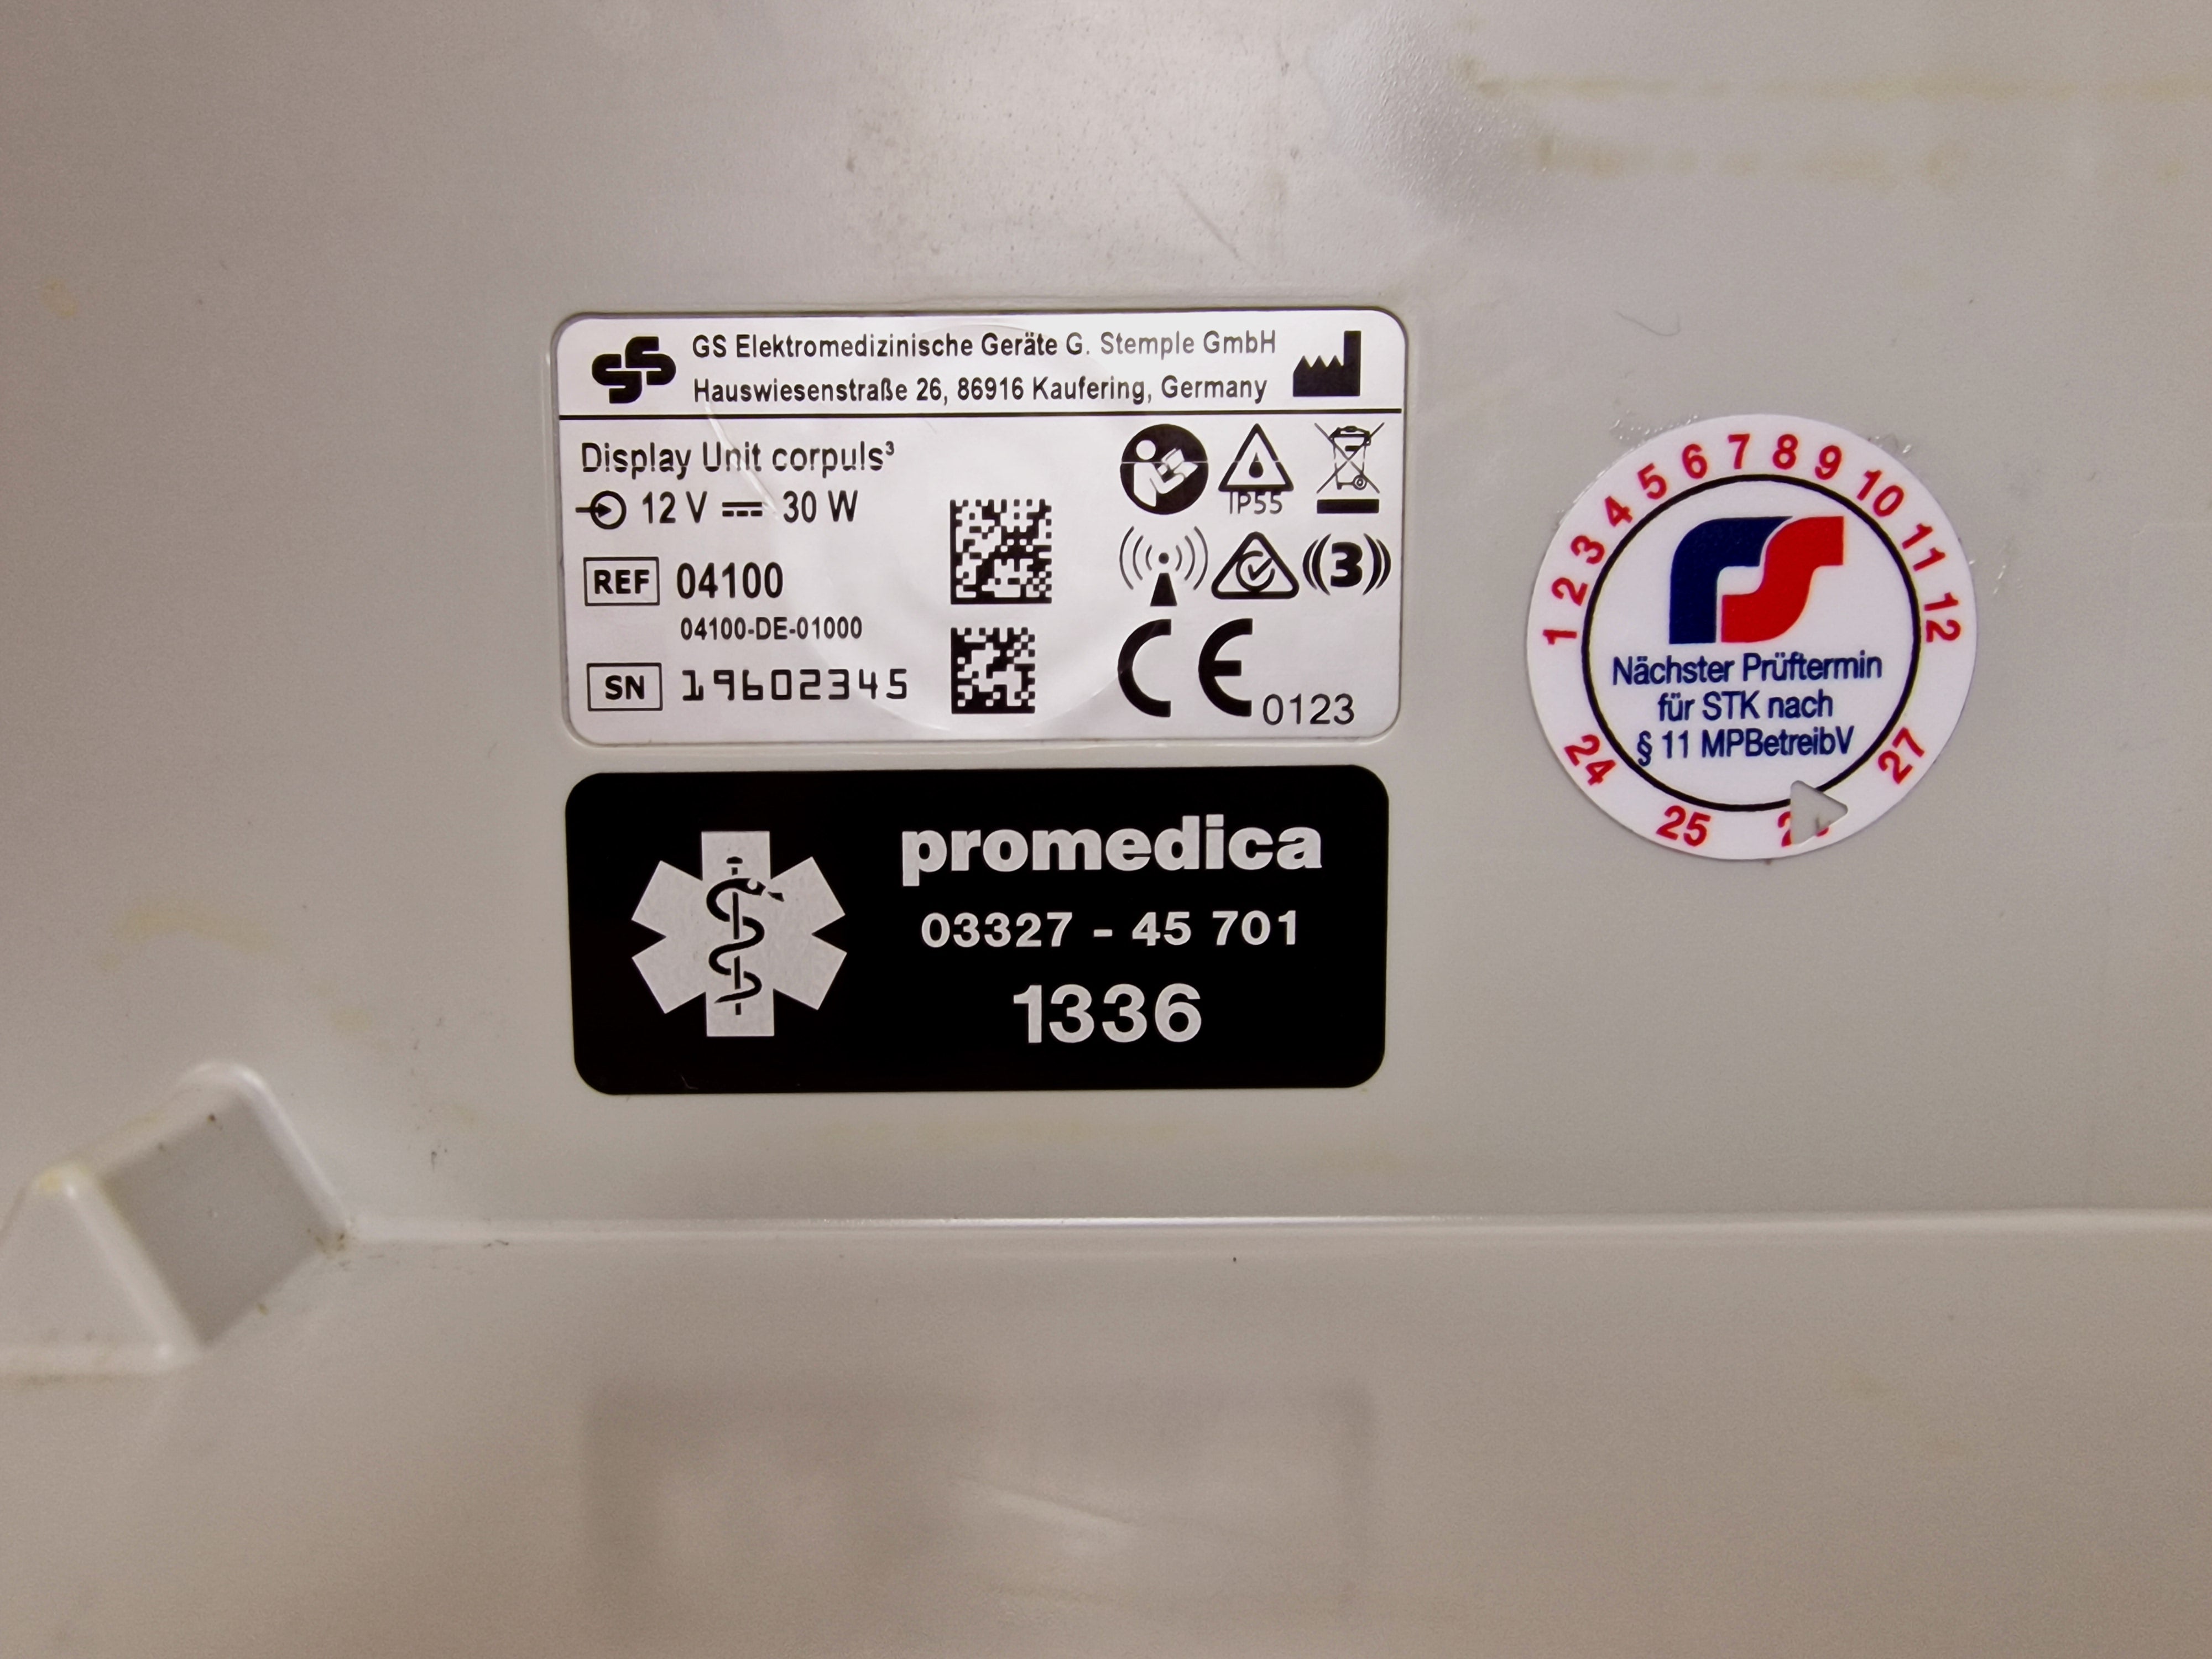 GS Elektromedizinische Geräte G. Stemple GmbH
Hauswiesenstraße 26, 86916 Kaufering, Germany
Display Unit corpuls³
12 V ⎓ 30 W
REF 04100
04100-DE-01000
SN 19602345
IP55
((3))
CE 0123
promedica
03327 - 45 701
1336
1 2 3 4 5 6 7 8 9 10 11 12
Nächster Prüftermin
für STK nach
§ 11 MPBetreibV
24 25 27